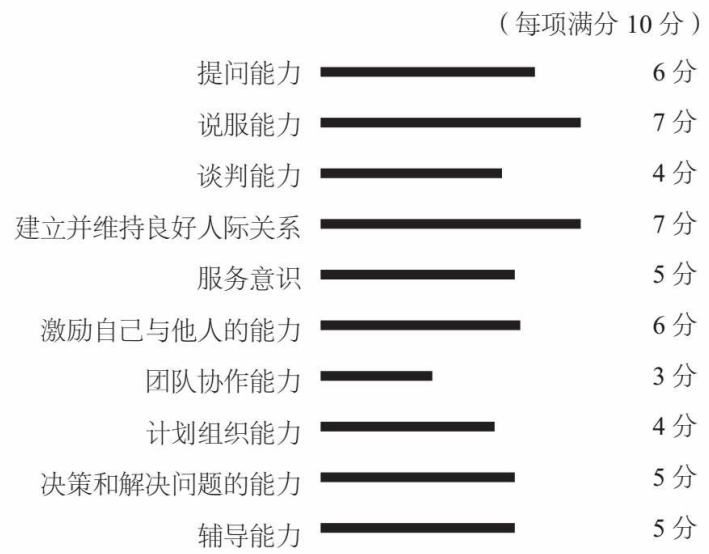 （每项满分 10 分）
提问能力 6 分
说服能力 7 分
谈判能力 4 分
建立并维持良好人际关系 7 分
服务意识 5 分
激励自己与他人的能力 6 分
团队协作能力 3 分
计划组织能力 4 分
决策和解决问题的能力 5 分
辅导能力 5 分